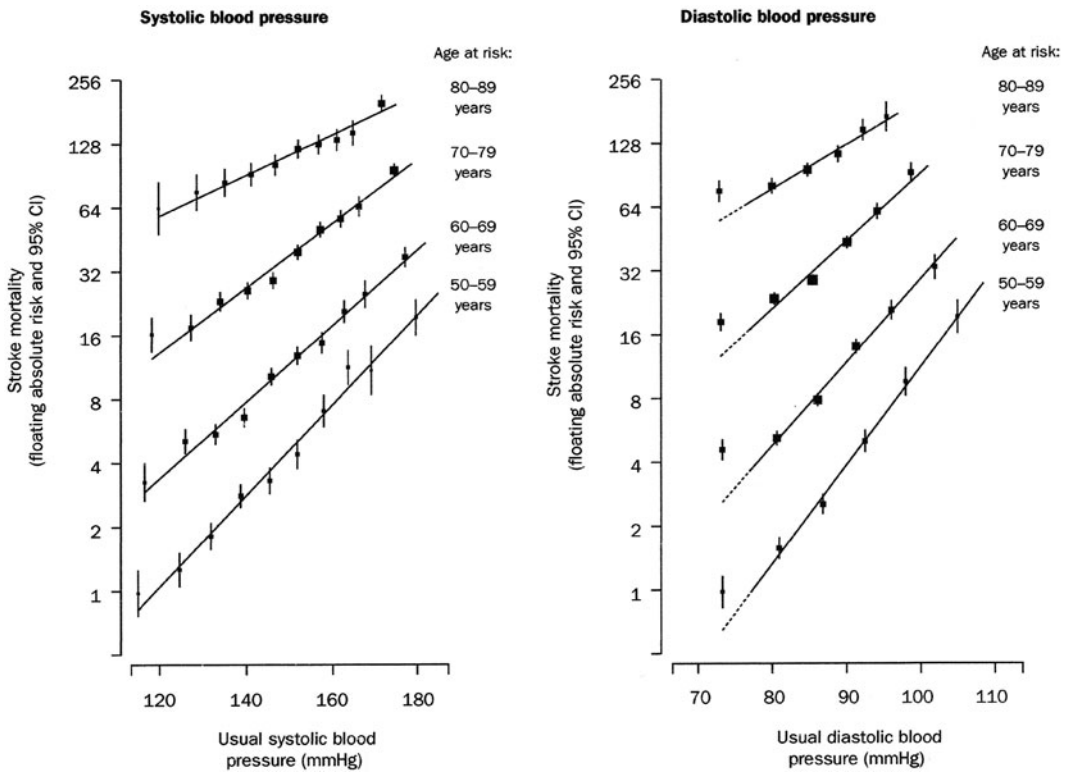 Systolic blood pressure
Age at risk:
256
128
64
32
16
8
4
2
1
80–89
years
70–79
years
60–69
years
50–59
years
Stroke mortality
(floating absolute risk and 95% CI)
120
140
160
180
Usual systolic blood
pressure (mmHg)
Diastolic blood pressure
Age at risk:
256
128
64
32
16
8
4
2
1
80–89
years
70–79
years
60–69
years
50–59
years
Stroke mortality
(floating absolute risk and 95% CI)
70
80
90
100
110
Usual diastolic blood
pressure (mmHg)